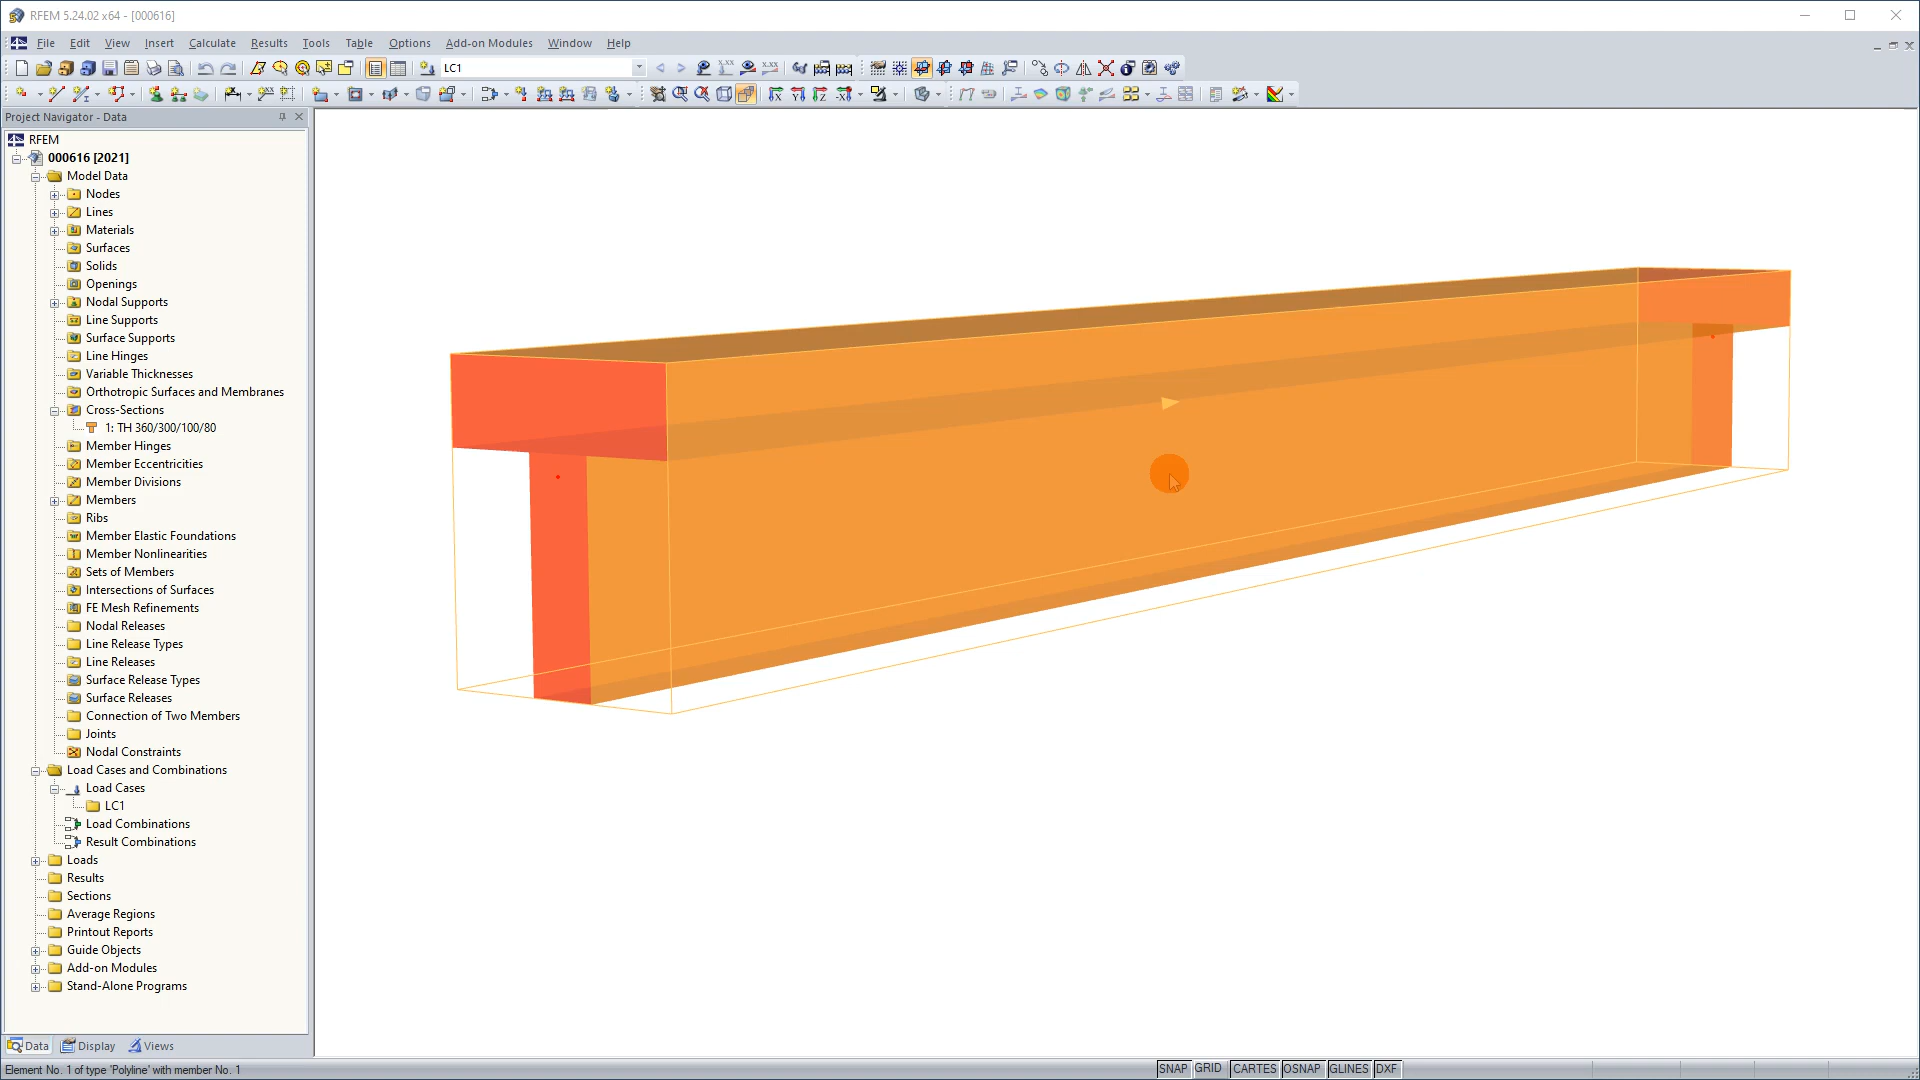 RFEM 5.24.02 x64 - [000616]
File Edit View Insert Calculate Results Tools Table Options Add-on Modules Window Help
LC1
Project Navigator - Data
RFEM
000616 [2021]
Model Data
Nodes
Lines
Materials
Surfaces
Solids
Openings
Nodal Supports
Line Supports
Surface Supports
Line Hinges
Variable Thicknesses
Orthotropic Surfaces and Membranes
Cross-Sections
1: TH 360/300/100/80
Member Hinges
Member Eccentricities
Member Divisions
Members
Ribs
Member Elastic Foundations
Member Nonlinearities
Sets of Members
Intersections of Surfaces
FE Mesh Refinements
Nodal Releases
Line Release Types
Line Releases
Surface Release Types
Surface Releases
Connection of Two Members
Joints
Nodal Constraints
Load Cases and Combinations
Load Cases
LC1
Load Combinations
Result Combinations
Loads
Results
Sections
Average Regions
Printout Reports
Guide Objects
Add-on Modules
Stand-Alone Programs
Data Display Views
Element No. 1 of type 'Polyline' with member No. 1
SNAP GRID CARTES OSNAP GLINES DXF